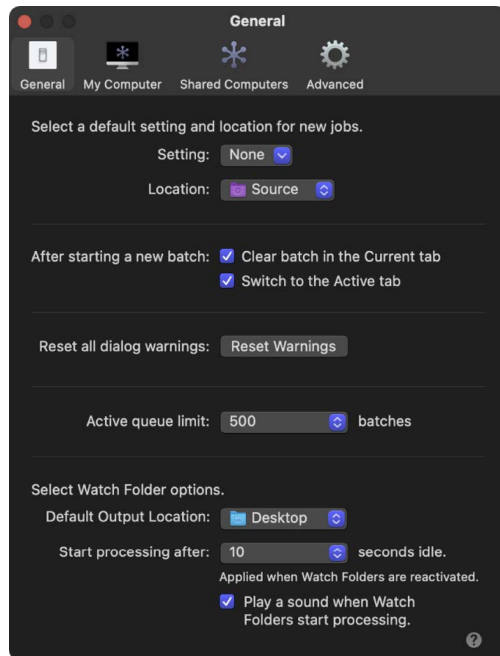 General
General My Computer Shared Computers Advanced
Select a default setting and location for new jobs.
Setting: None
Location: Source
After starting a new batch: Clear batch in the Current tab
Switch to the Active tab
Reset all dialog warnings: Reset Warnings
Active queue limit: 500 batches
Select Watch Folder options.
Default Output Location: Desktop
Start processing after: 10 seconds idle.
Applied when Watch Folders are reactivated.
Play a sound when Watch
Folders start processing.
?